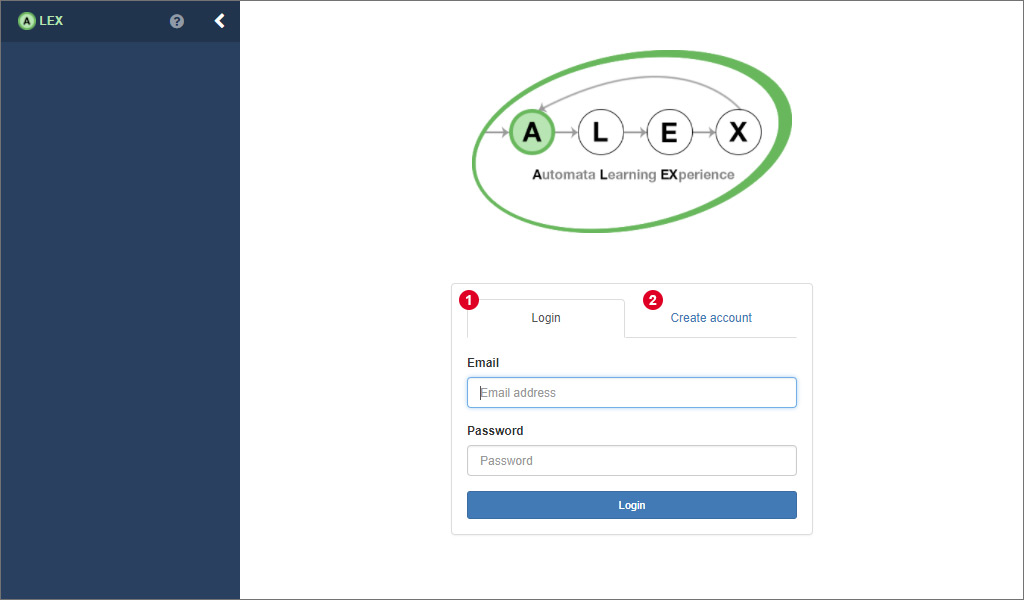 A LEX ?
A L E X
Automata Learning EXperience
1 2
Login Create account
Email
Email address
Password
Password
Login